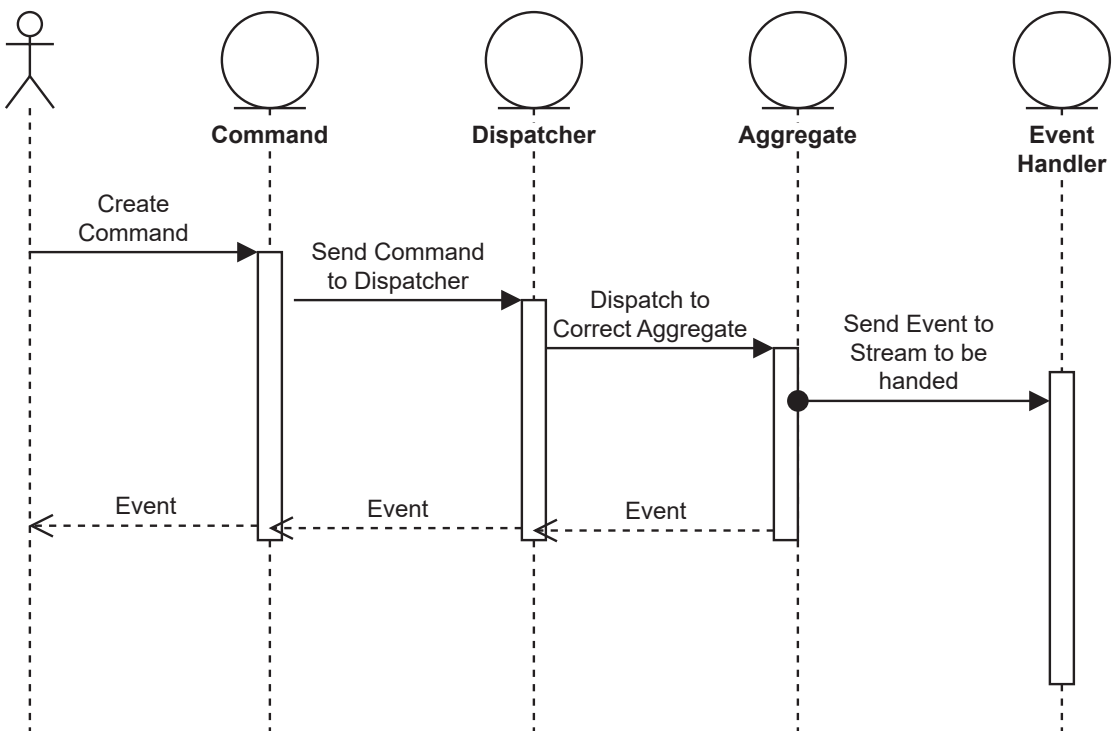 Command
Dispatcher
Aggregate
Event
Handler
Create
Command
Send Command
to Dispatcher
Dispatch to
Correct Aggregate
Send Event to
Stream to be
handed
Event
Event
Event